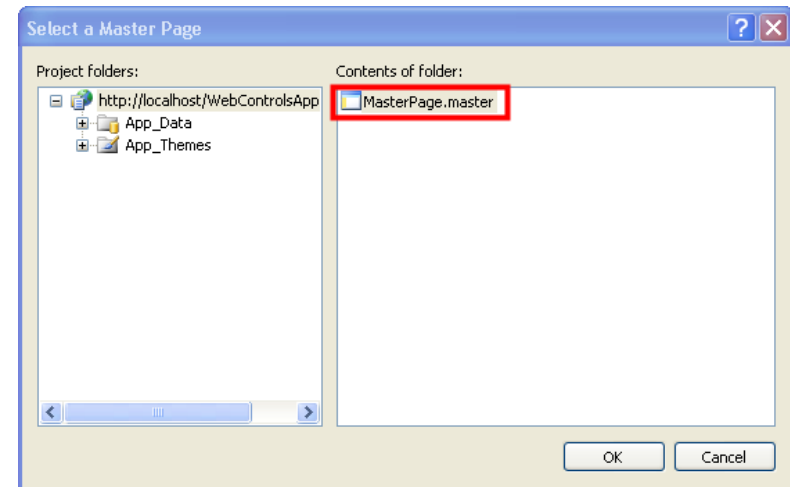 Select a Master Page
Project folders:
Contents of folder:
http://localhost/WebControlsApp
MasterPage.master
App_Data
App_Themes
OK
Cancel